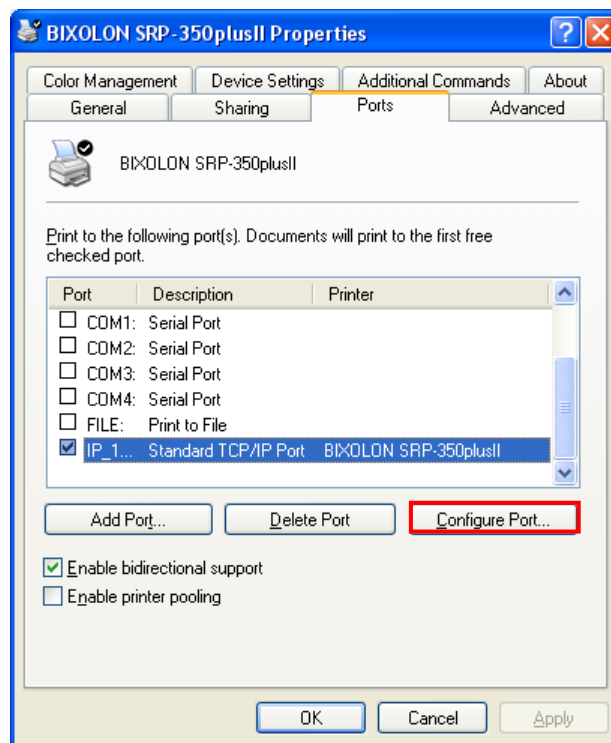 BIXOLON SRP-350plusII Properties
Color Management Device Settings Additional Commands About
General Sharing Ports Advanced
BIXOLON SRP-350plusII
Print to the following port(s). Documents will print to the first free
checked port.
Port Description Printer
COM1: Serial Port
COM2: Serial Port
COM3: Serial Port
COM4: Serial Port
FILE: Print to File
IP_1... Standard TCP/IP Port BIXOLON SRP-350plusII
Add Port... Delete Port Configure Port...
Enable bidirectional support
Enable printer pooling
OK Cancel Apply